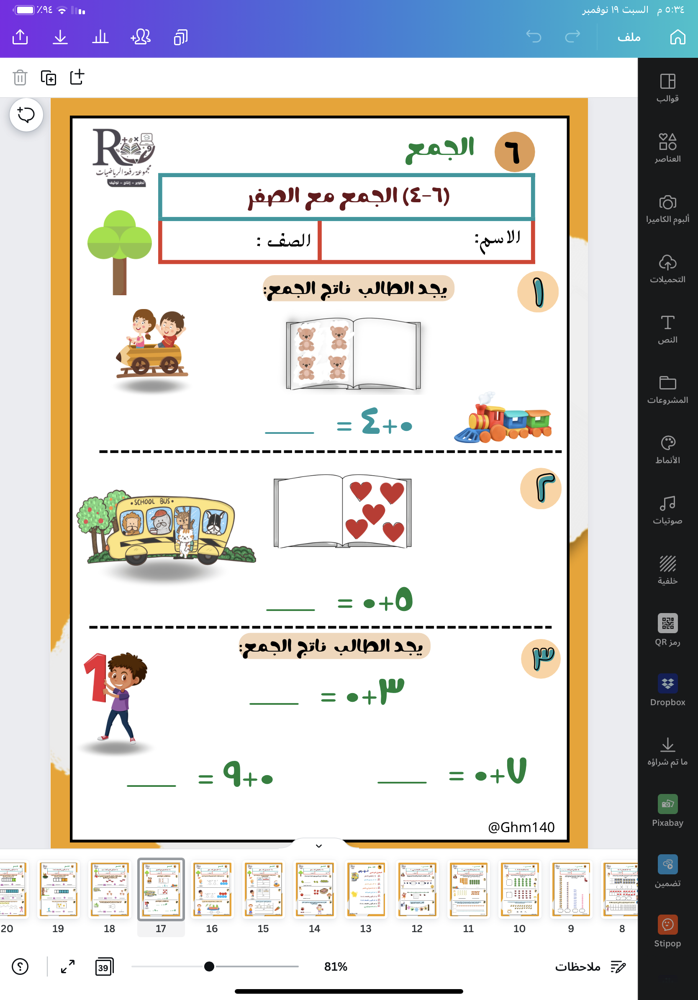 ٥:٣٤ م السبت ١٩ نوفمبر
٪٩٤
ملف
قوالب
العناصر
ألبوم الكاميرا
التحميلات
النص
المشروعات
الأنماط
صوتيات
خلفية
رمز QR
Dropbox
ما تم شراؤه
Pixabay
تضمين
Stipop
٦ الجمع
R
مجموعة رفعة الرياضيات
تطوير – إنتاج – توثيق
(٦-٤) الجمع مع الصفر
الاسم:
الصف :
١
يجد الطالب ناتج الجمع:
٠+٤ = ____
٢
SCHOOL BUS
٥+٠ = ____
٣
يجد الطالب ناتج الجمع:
1
٣+٠ = ____
٧+٠ = ____
٠+٩ = ____
@Ghm140
20 19 18 17 16 15 14 13 12 11 10 9 8
39
81%
ملاحظات